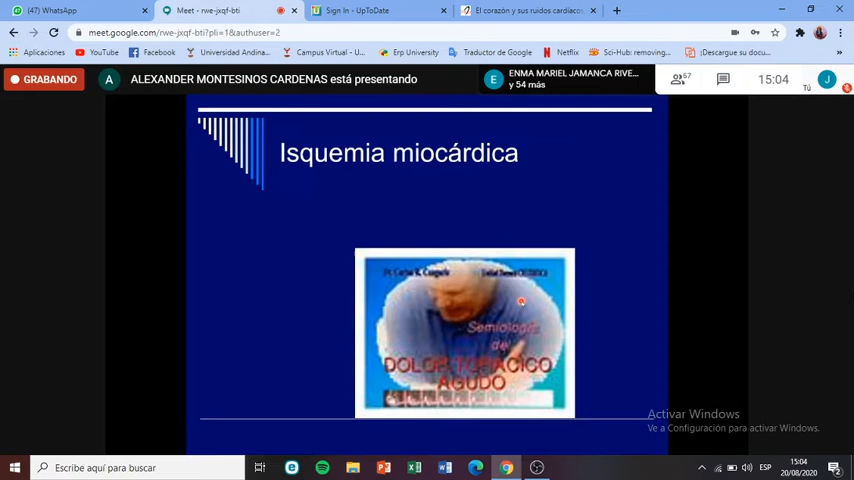 (47) WhatsApp
Meet - rwe-jxqf-bti
Sign In - UpToDate
El corazón y sus ruidos cardíacos
meet.google.com/rwe-jxqf-bti?pli=1&authuser=2
Aplicaciones
YouTube
Facebook
Universidad Andina...
Campus Virtual - U...
Erp University
Traductor de Google
Netflix
Sci-Hub: removing...
¡Descargue su docu...
GRABANDO
A
ALEXANDER MONTESINOS CARDENAS está presentando
E
ENMA MARIEL JAMANCA RIVE...
y 54 más
57
15:04
Tú
J
Isquemia miocárdica
Semiología
del
DOLOR TORACICO
AGUDO
Activar Windows
Ve a Configuración para activar Windows.
Escribe aquí para buscar
ESP
15:04
20/08/2020
2